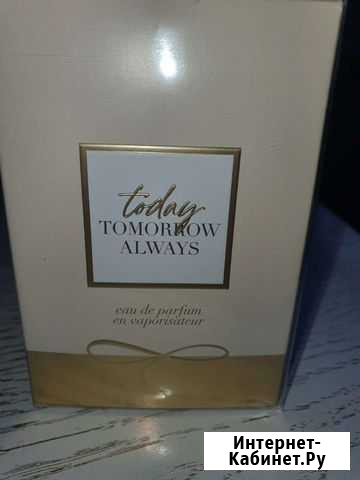 today
TOMORROW
ALWAYS
eau de parfum
en vaporisateur
Интернет-
Кабинет.Ру